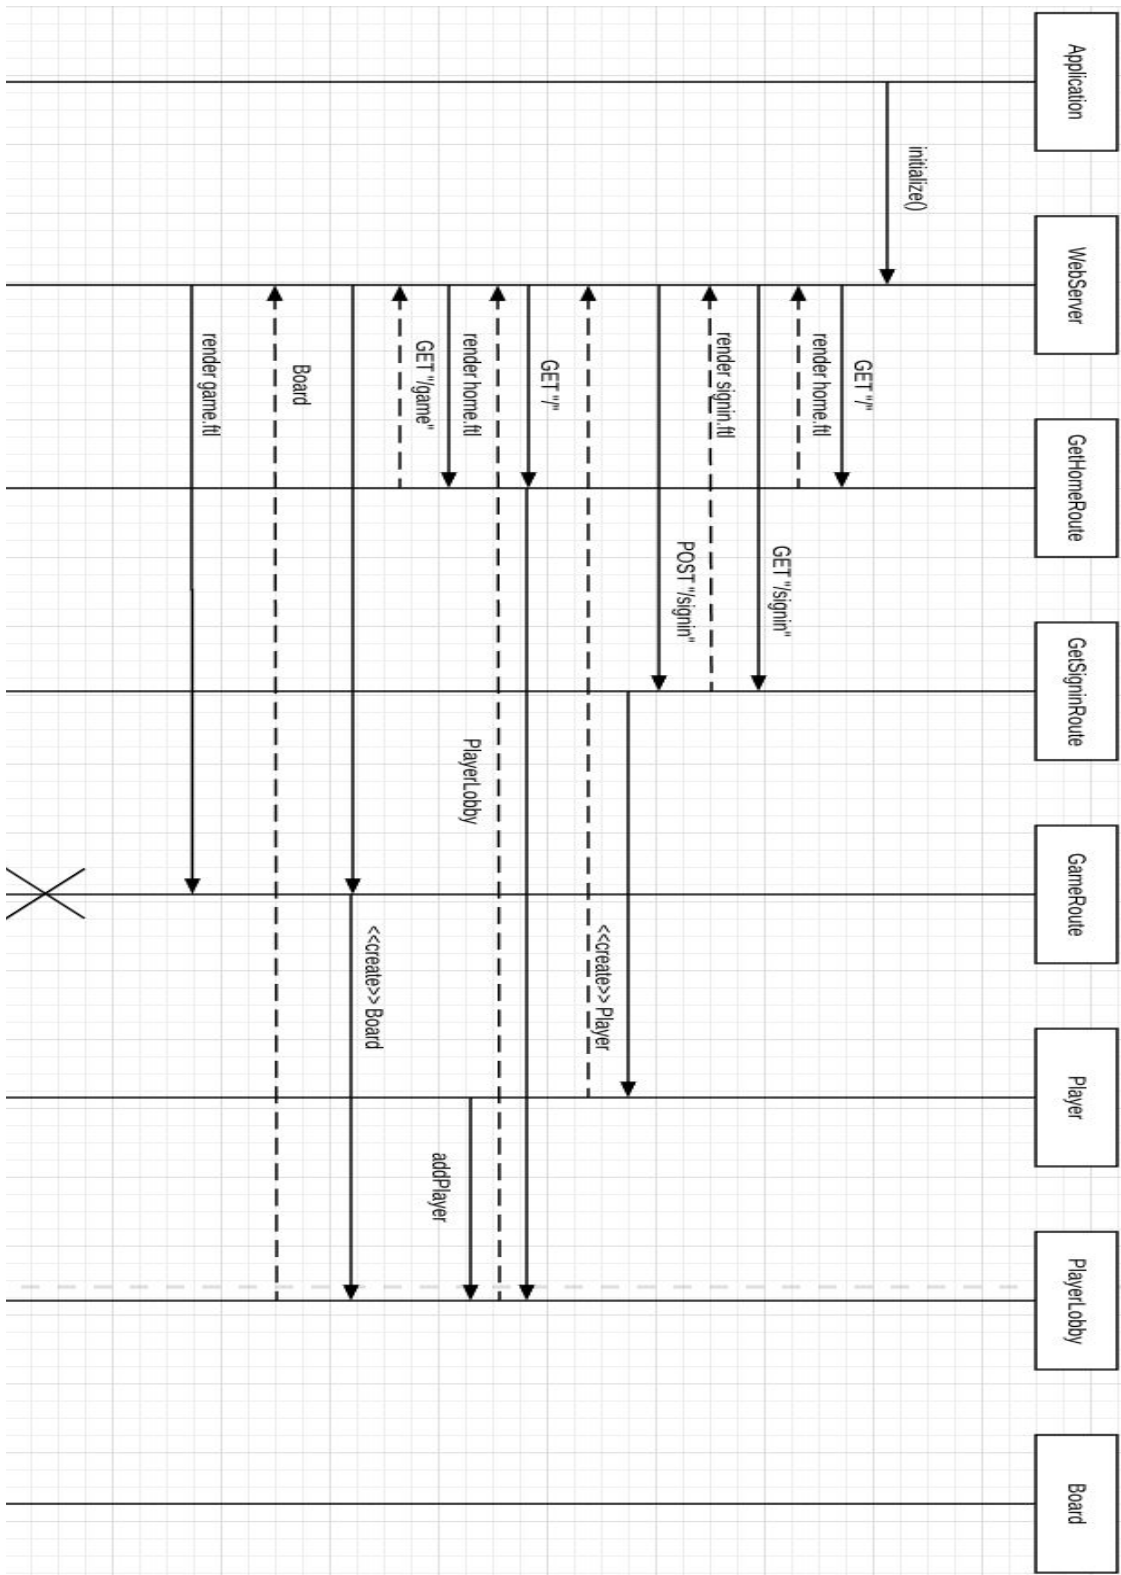 Application
WebServer
GetHomeRoute
GetSigninRoute
GameRoute
Player
PlayerLobby
Board
initialize()
GET "/"
render home.ftl
GET "/signin"
render signin.ftl
POST "/signin"
<<create>> Player
GET "/"
PlayerLobby
render home.ftl
addPlayer
GET "/game"
<<create>> Board
Board
render game.ftl